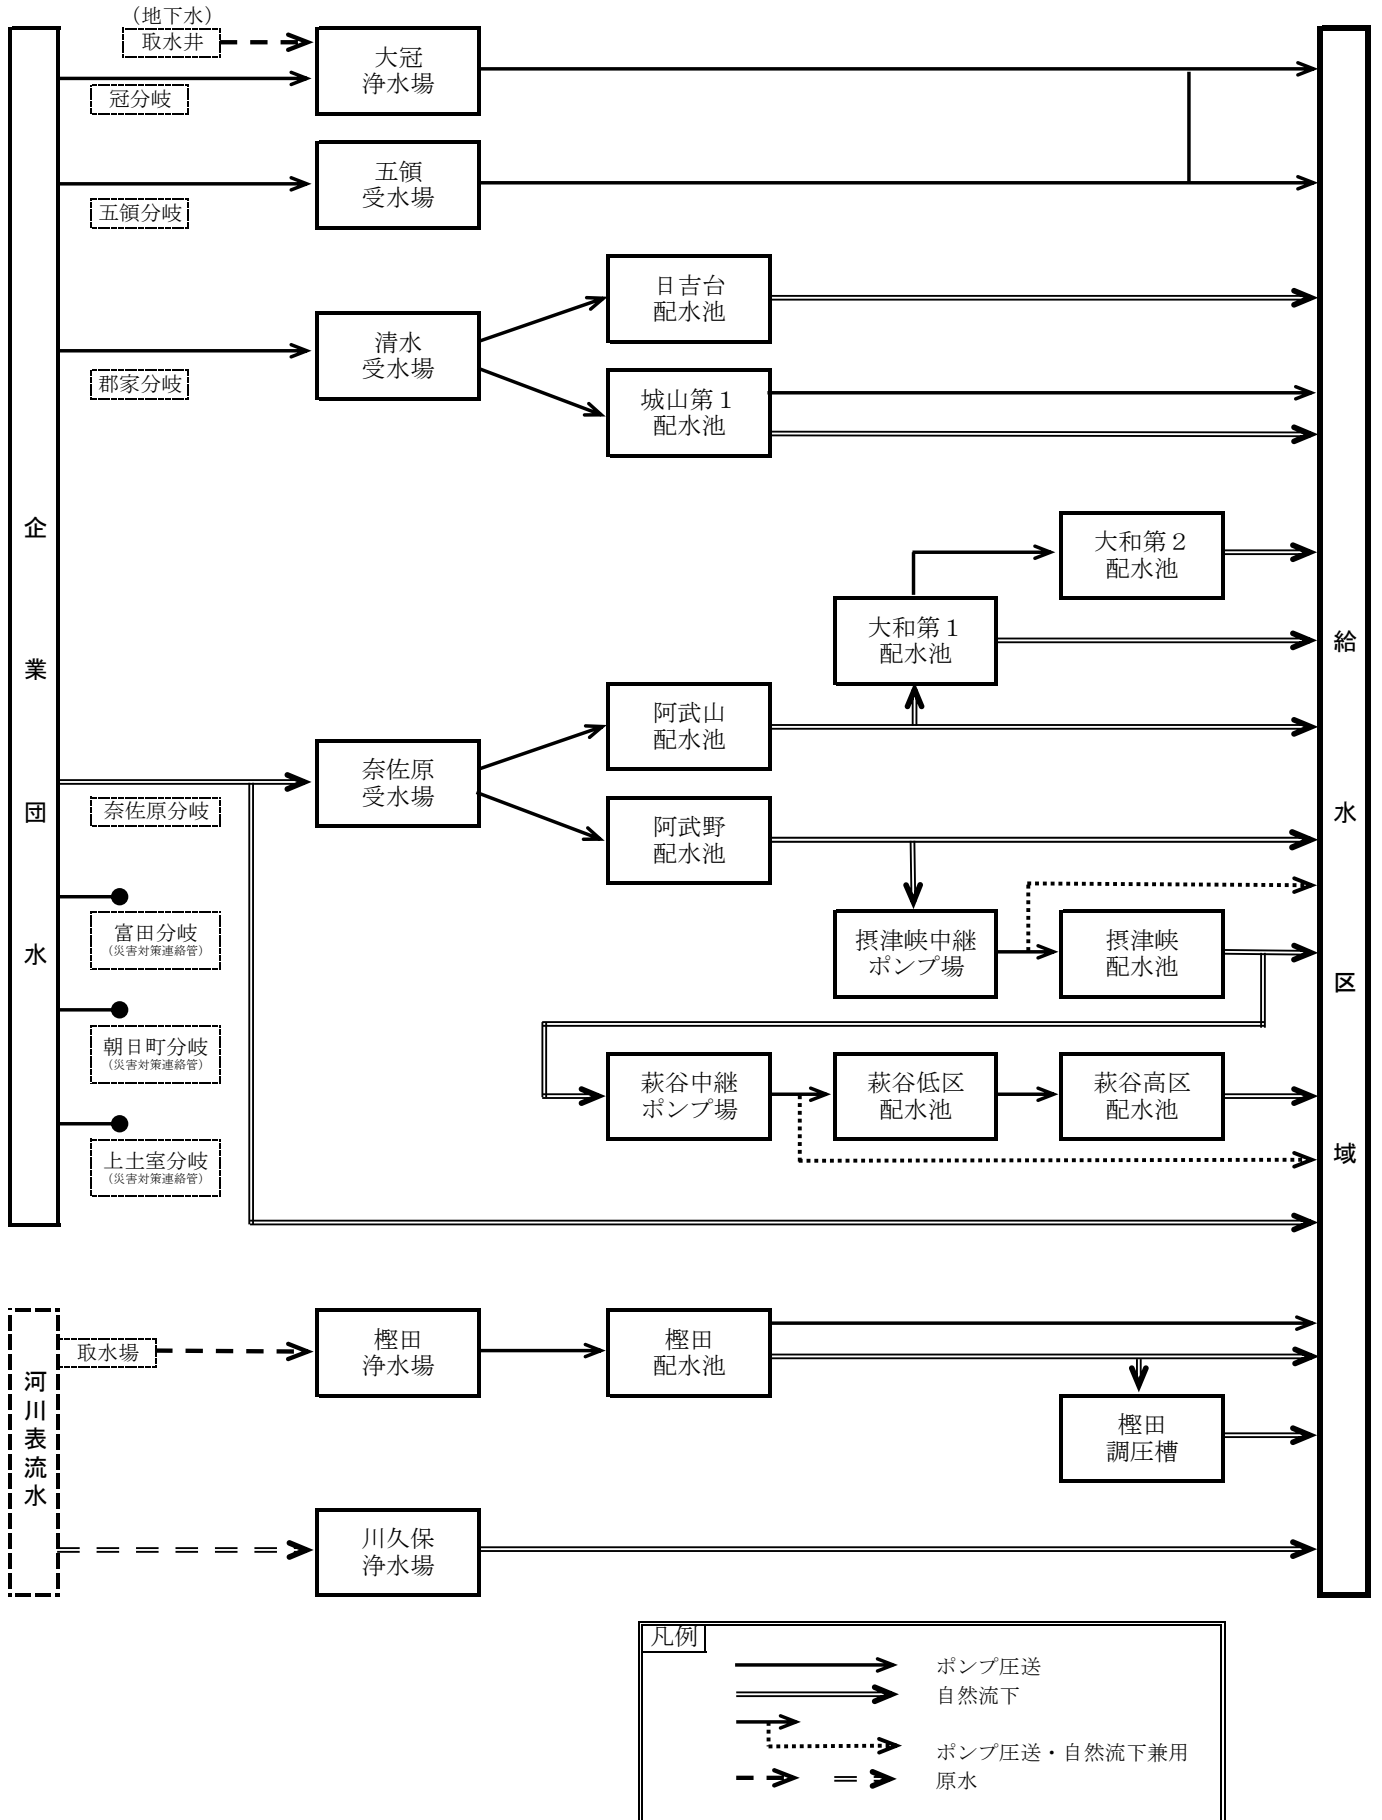 （地下水）
取水井
大冠
浄水場
冠分岐
五領
受水場
五領分岐
日吉台
配水池
清水
受水場
郡家分岐
城山第１
配水池
企業団水
大和第２
配水池
大和第１
配水池
給水区域
阿武山
配水池
奈佐原
受水場
奈佐原分岐
阿武野
配水池
富田分岐
（災害対策連絡管）
摂津峡中継
ポンプ場
摂津峡
配水池
朝日町分岐
（災害対策連絡管）
萩谷中継
ポンプ場
萩谷低区
配水池
萩谷高区
配水池
上土室分岐
（災害対策連絡管）
河川表流水
取水場
樫田
浄水場
樫田
配水池
樫田
調圧槽
川久保
浄水場
凡例
ポンプ圧送
自然流下
ポンプ圧送・自然流下兼用
原水